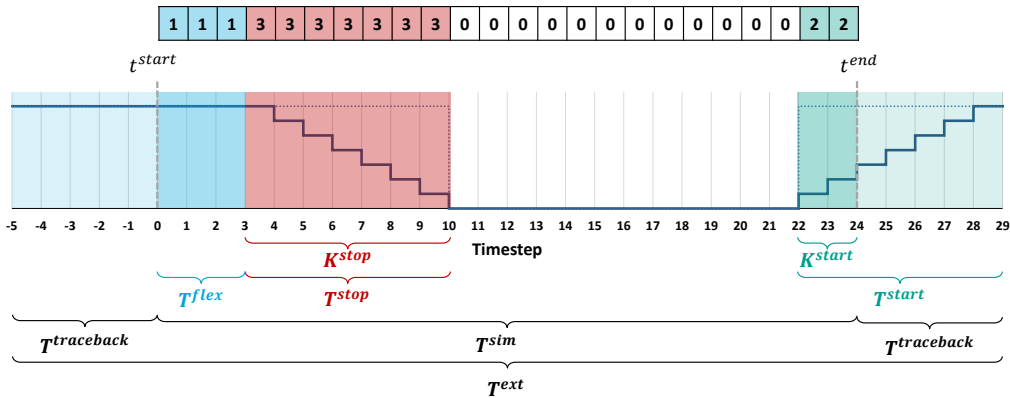 1 1 1 3 3 3 3 3 3 3 0 0 0 0 0 0 0 0 0 0 0 0 2 2
t^start t^end
-5 -4 -3 -2 -1 0 1 2 3 4 5 6 7 8 9 10 11 12 13 14 15 16 17 18 19 20 21 22 23 24 25 26 27 28 29
Timestep
K^stop K^start
T^flex T^stop T^start
T^traceback T^sim T^traceback
T^ext